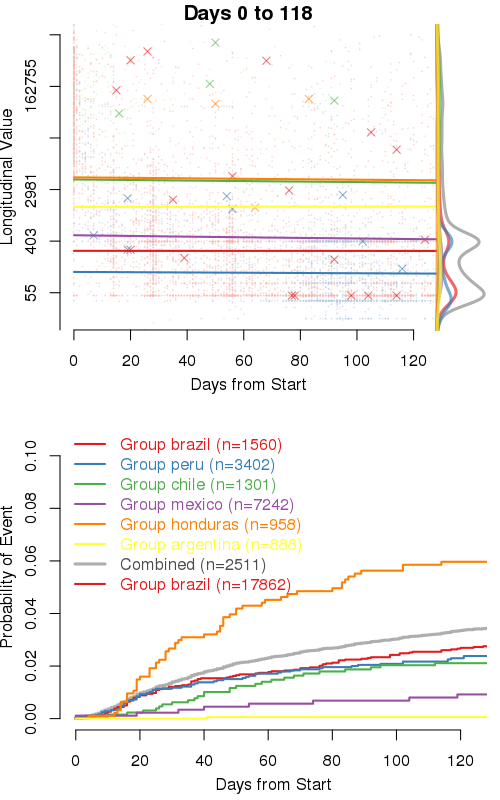 Days 0 to 118
Longitudinal Value
162755
2981
403
55
0 20 40 60 80 100 120
Days from Start
Probability of Event
0.10
0.08
0.06
0.04
0.02
0.00
Group brazil (n=1560)
Group peru (n=3402)
Group chile (n=1301)
Group mexico (n=7242)
Group honduras (n=958)
Group argentina (n=888)
Combined (n=2511)
Group brazil (n=17862)
0 20 40 60 80 100 120
Days from Start